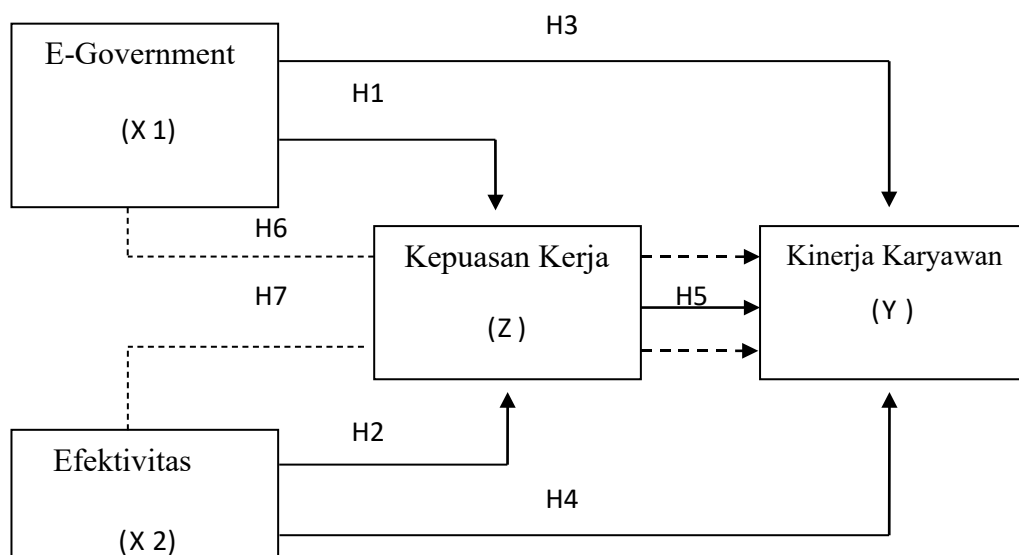 H3
E-Government
(X 1)
H1
H6
Kepuasan Kerja
(Z )
Kinerja Karyawan
(Y )
H5
H7
H2
Efektivitas
(X 2)
H4